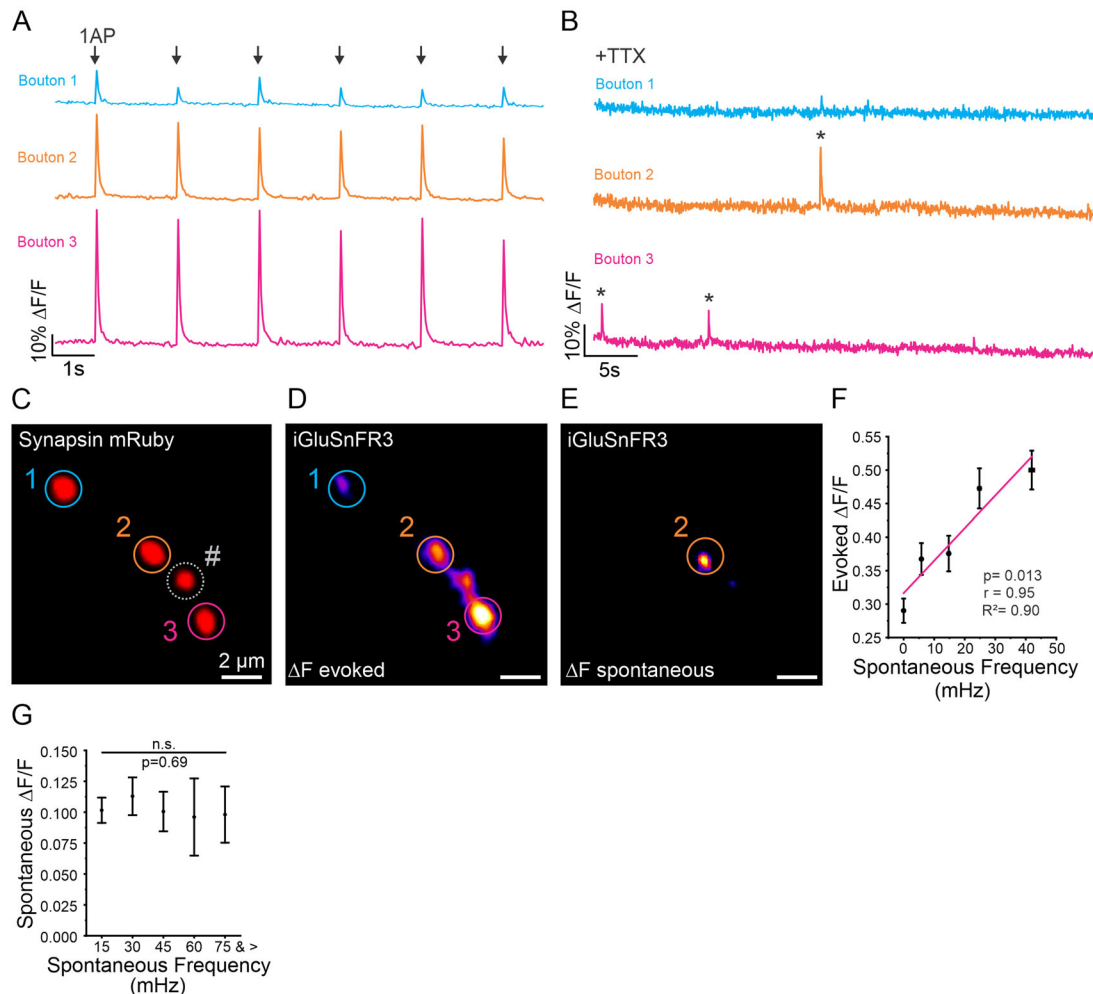 A
1AP
Bouton 1
Bouton 2
Bouton 3
10% ΔF/F
1s
B
+TTX
Bouton 1
*
Bouton 2
Bouton 3
* *
10% ΔF/F
5s
C
Synapsin mRuby
1
2
#
3
2 μm
D
iGluSnFR3
1
2
3
ΔF evoked
E
iGluSnFR3
2
ΔF spontaneous
F
Evoked ΔF/F
0.55
0.50
0.45
0.40
0.35
0.30
0.25
p= 0.013
r = 0.95
R²= 0.90
0 10 20 30 40 50
Spontaneous Frequency
(mHz)
G
Spontaneous ΔF/F
0.150
0.125
0.100
0.075
0.050
0.025
0.000
n.s.
p=0.69
15 30 45 60 75 & >
Spontaneous Frequency
(mHz)